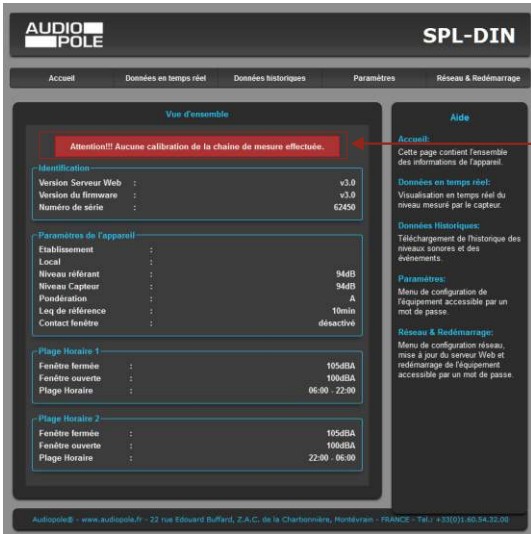 AUDIO
POLE
SPL-DIN
Accueil Données en temps réel Données historiques Paramètres Réseau & Redémarrage
Vue d'ensemble
Attention!!! Aucune calibration de la chaine de mesure effectuée.
Identification
Version Serveur Web : v3.0
Version du firmware : v3.0
Numéro de série : 62450
Paramètres de l'appareil
Etablissement :
Local :
Niveau référant : 94dB
Niveau Capteur : 94dB
Pondération : A
Leq de référence : 10min
Contact fenêtre : désactivé
Plage Horaire 1
Fenêtre fermée : 105dBA
Fenêtre ouverte : 100dBA
Plage Horaire : 06:00 - 22:00
Plage Horaire 2
Fenêtre fermée : 105dBA
Fenêtre ouverte : 100dBA
Plage Horaire : 22:00 - 06:00
Aide
Accueil:
Cette page contient l'ensemble
des informations de l'appareil.
Données en temps réel:
Visualisation en temps réel du
niveau mesuré par le capteur.
Données Historiques:
Téléchargement de l'historique des
niveaux sonores et des
événements.
Paramètres:
Menu de configuration de
l'équipement accessible par un
mot de passe.
Réseau & Redémarrage:
Menu de configuration réseau,
mise à jour du serveur Web et
redémarrage de l'équipement
accessible par un mot de passe.
Audiopole® - www.audiopole.fr - 22 rue Edouard Buffard, Z.A.C. de la Charbonnière, Montévrain - FRANCE - Tel.: +33(0)1.60.54.32.00